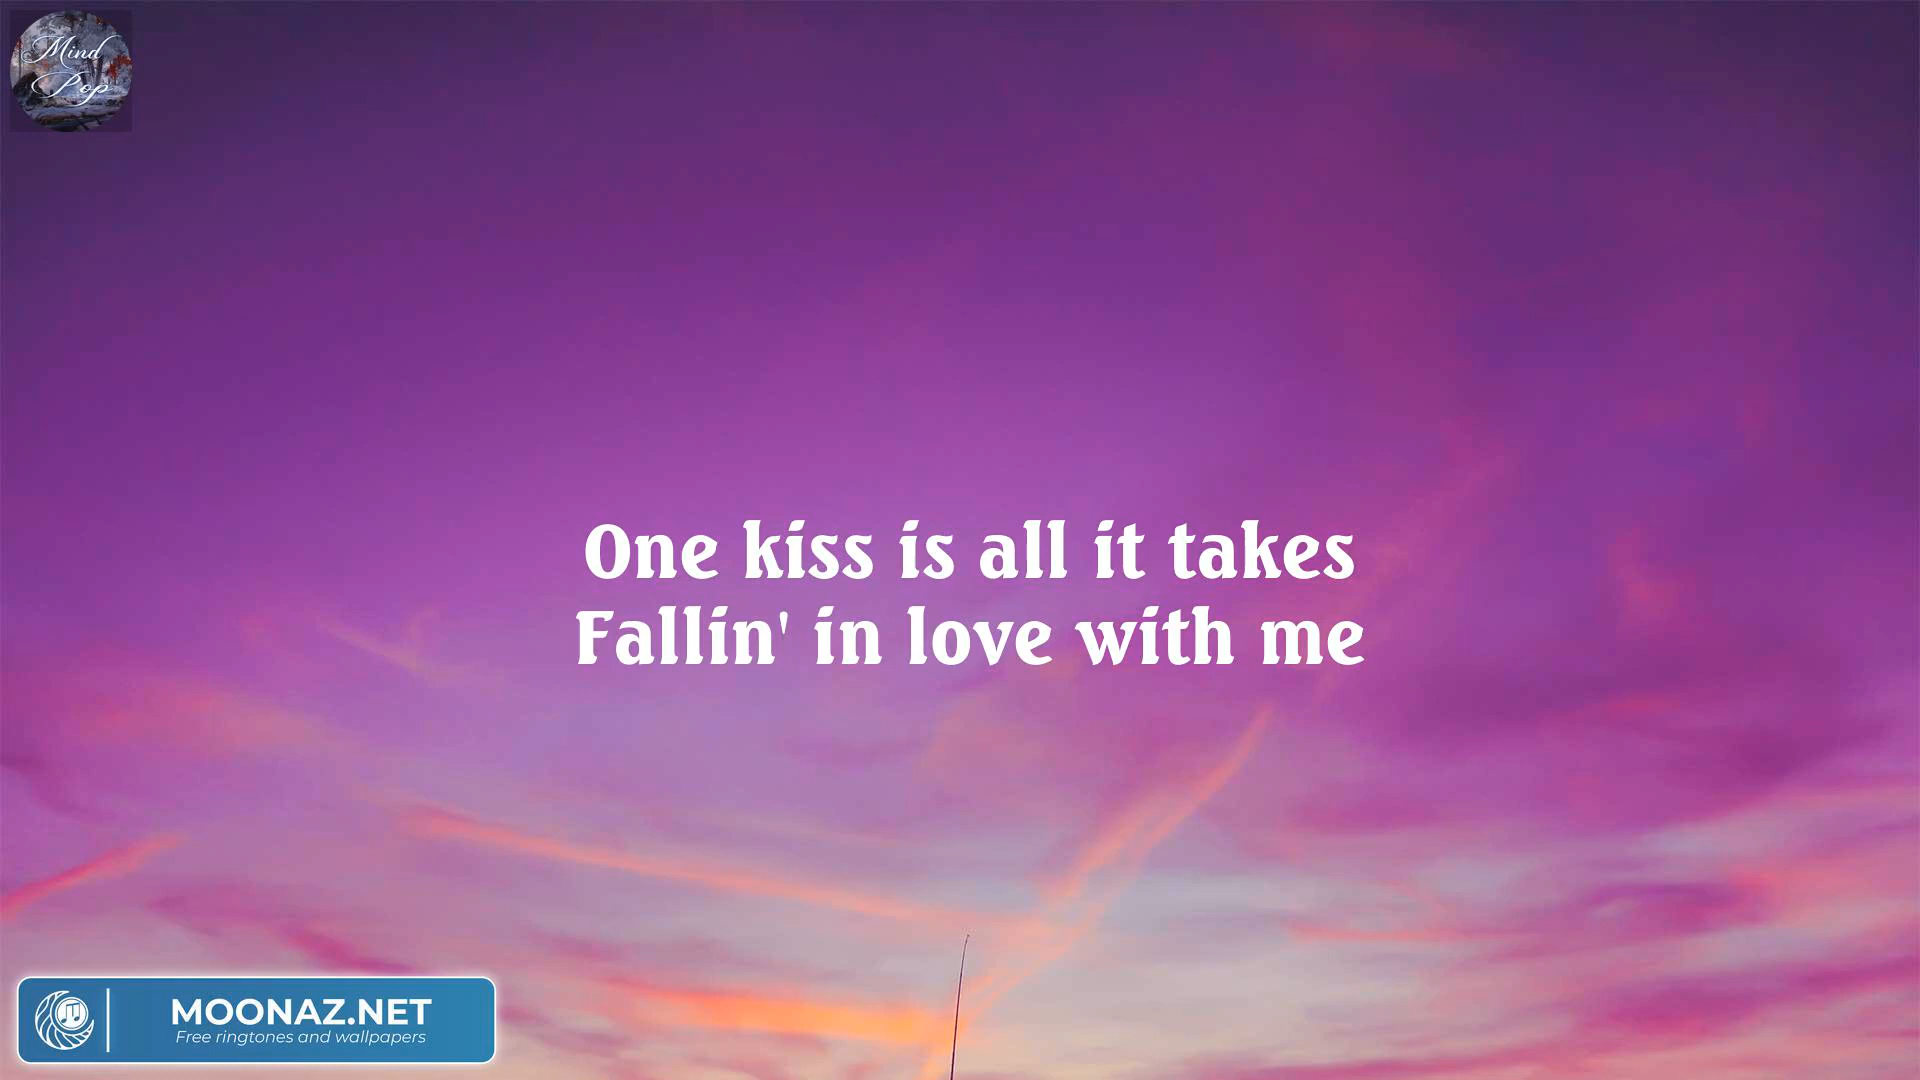 Mind
Pop
One kiss is all it takes
Fallin' in love with me
MOONAZ.NET
Free ringtones and wallpapers